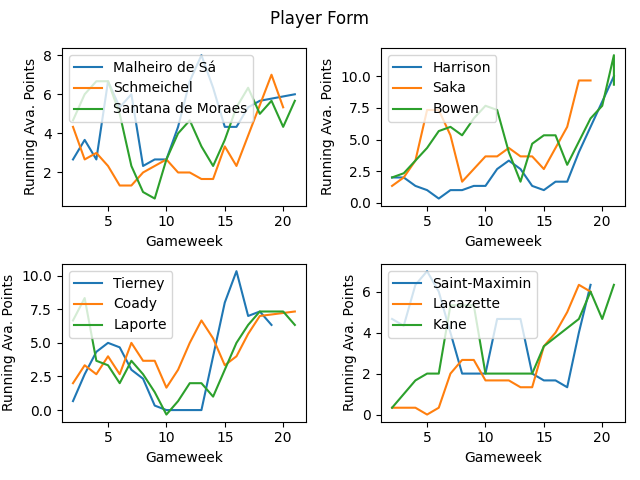 Player Form
Running Ava. Points
8
6
4
2
Malheiro de Sá
Schmeichel
Santana de Moraes
5
10
15
20
Gameweek
Running Ava. Points
10.0
7.5
5.0
2.5
0.0
Harrison
Saka
Bowen
5
10
15
20
Gameweek
Running Ava. Points
10.0
7.5
5.0
2.5
0.0
Tierney
Coady
Laporte
5
10
15
20
Gameweek
Running Ava. Points
6
4
2
0
Saint-Maximin
Lacazette
Kane
5
10
15
20
Gameweek